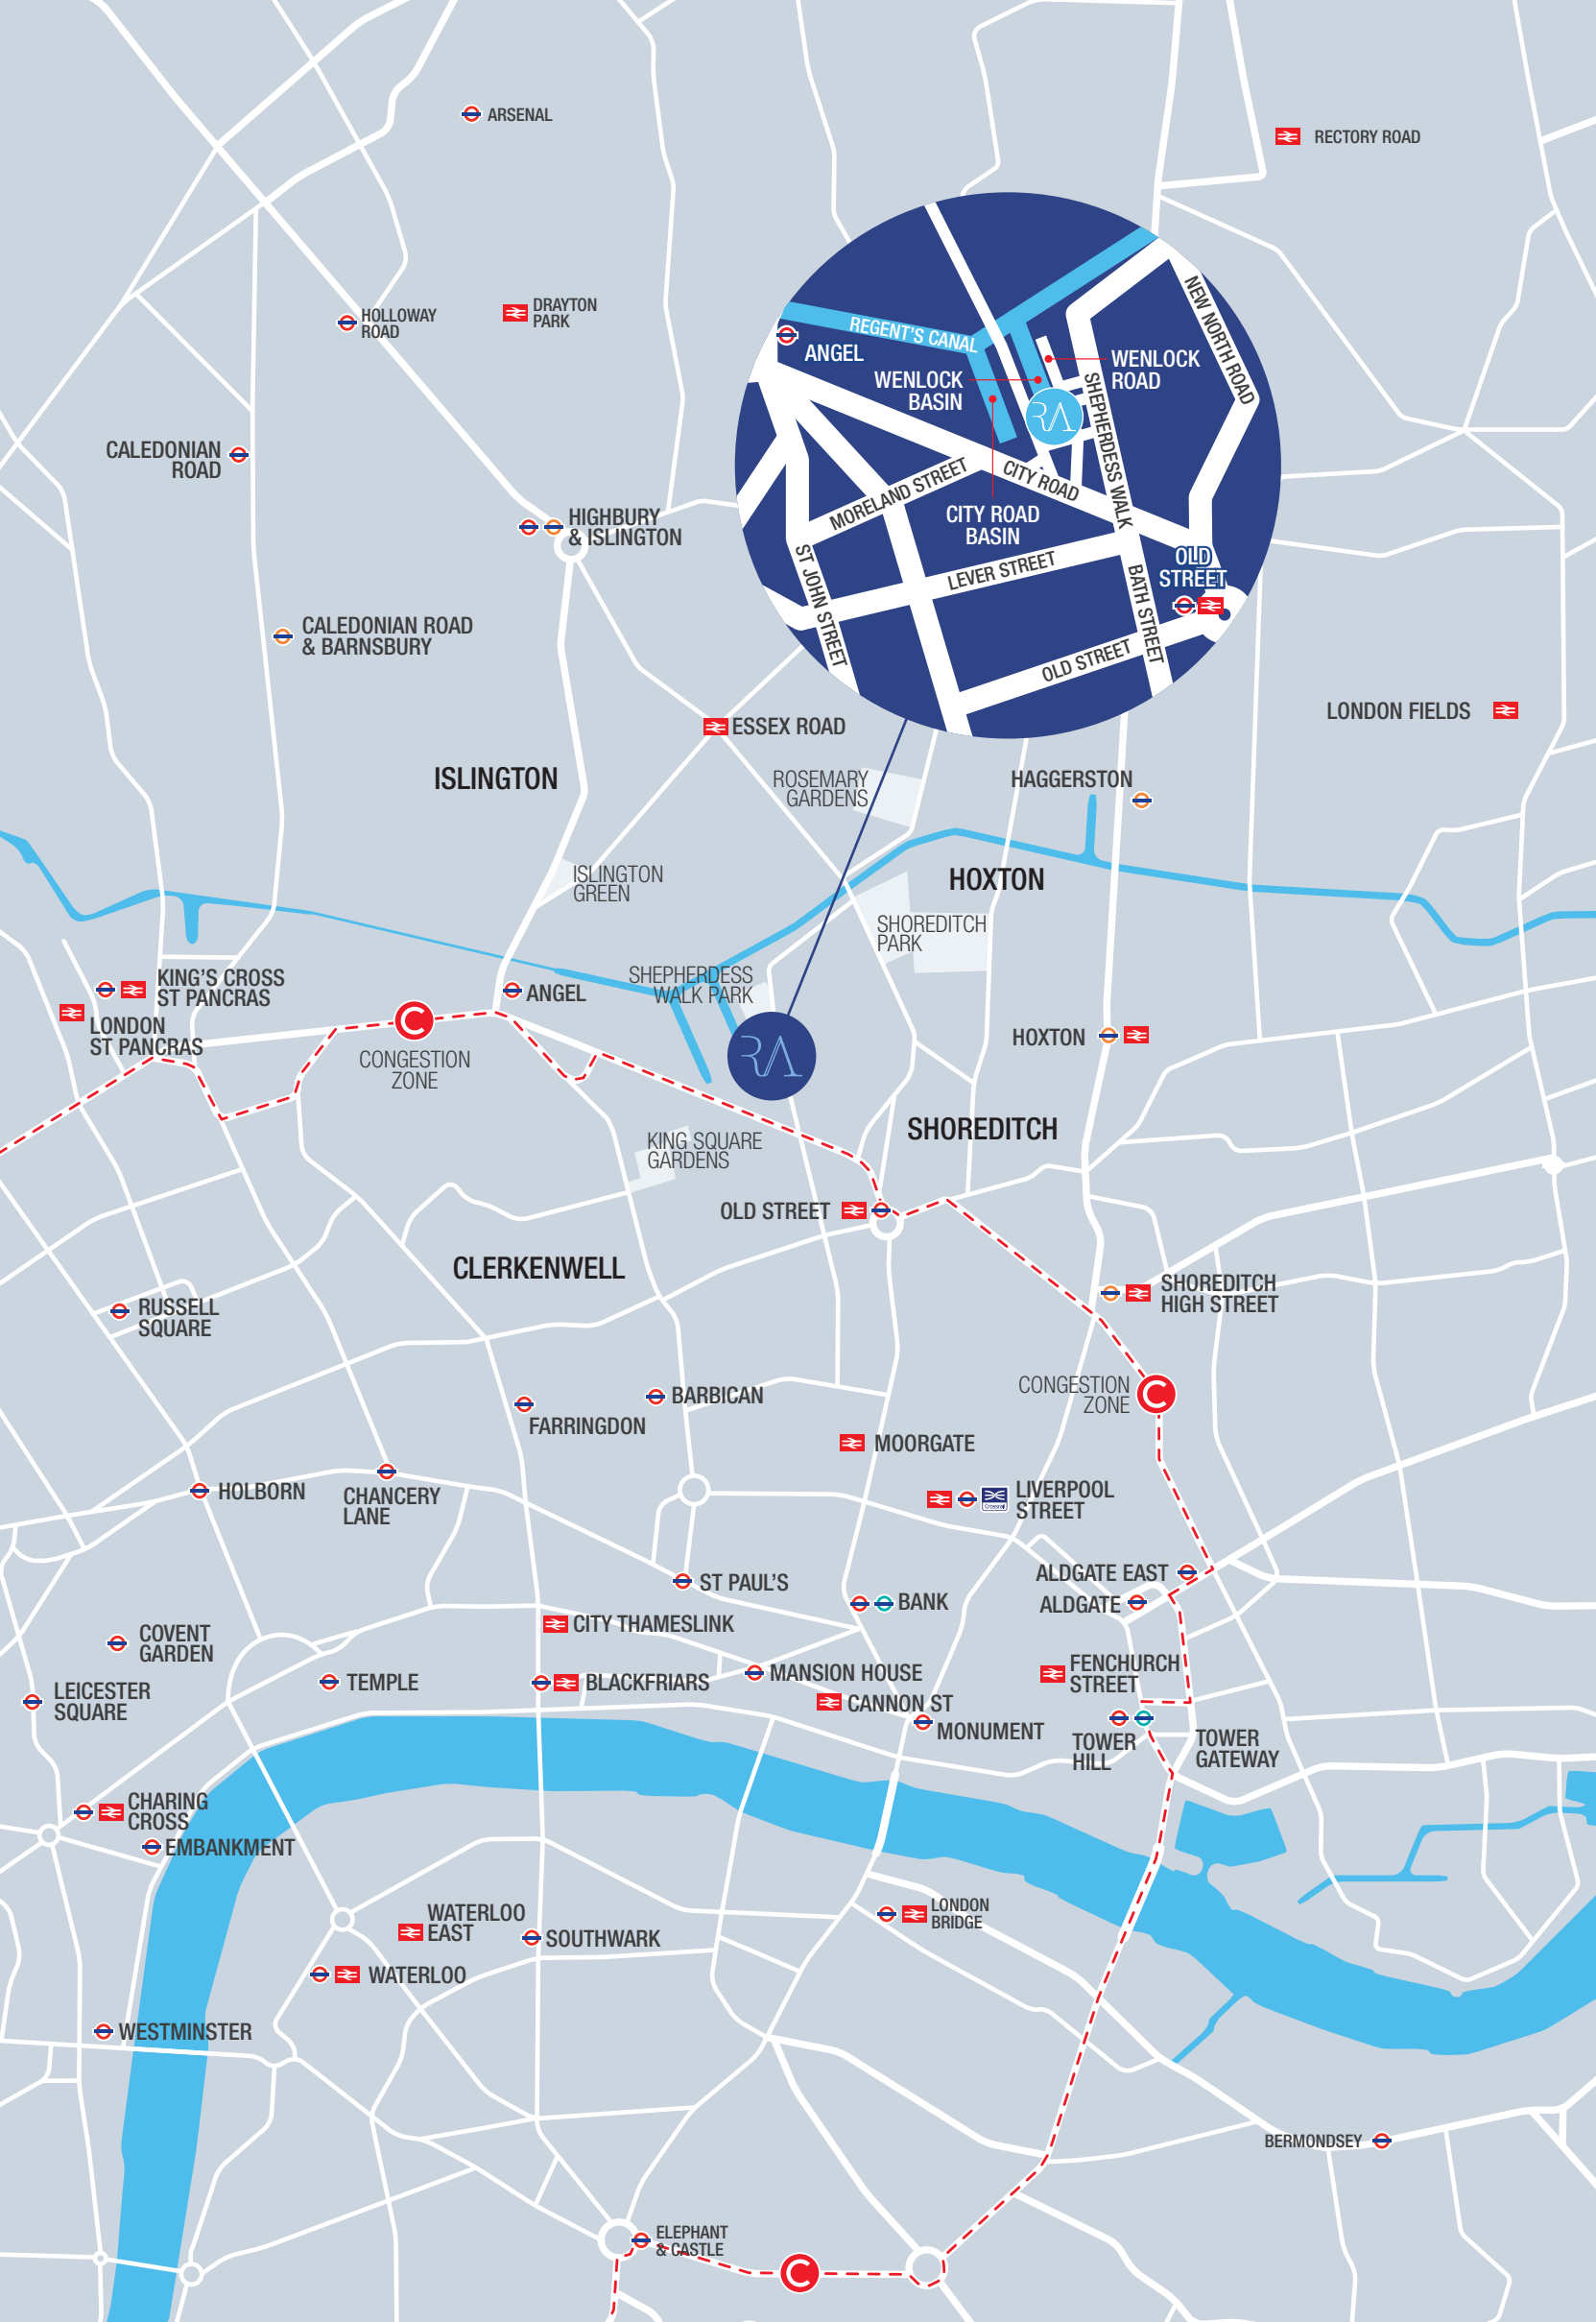 ARSENAL
RECTORY ROAD
HOLLOWAY
ROAD
DRAYTON
PARK
REGENT'S CANAL
ANGEL
WENLOCK
BASIN
WENLOCK
ROAD
NEW NORTH ROAD
SHEPHERDESS WALK
RA
MORELAND STREET
CITY ROAD
CITY ROAD
BASIN
LEVER STREET
ST JOHN STREET
BATH STREET
OLD
STREET
OLD STREET
CALEDONIAN
ROAD
HIGHBURY
& ISLINGTON
CALEDONIAN ROAD
& BARNSBURY
ESSEX ROAD
LONDON FIELDS
ISLINGTON
ROSEMARY
GARDENS
HAGGERSTON
ISLINGTON
GREEN
HOXTON
SHOREDITCH
PARK
KING'S CROSS
ST PANCRAS
LONDON
ST PANCRAS
ANGEL
SHEPHERDESS
WALK PARK
C
CONGESTION
ZONE
RA
HOXTON
KING SQUARE
GARDENS
SHOREDITCH
OLD STREET
CLERKENWELL
RUSSELL
SQUARE
SHOREDITCH
HIGH STREET
CONGESTION
ZONE
C
BARBICAN
FARRINGDON
MOORGATE
HOLBORN
CHANCERY
LANE
Crossrail
LIVERPOOL
STREET
ST PAUL'S
ALDGATE EAST
ALDGATE
BANK
CITY THAMESLINK
COVENT
GARDEN
TEMPLE
BLACKFRIARS
MANSION HOUSE
FENCHURCH
STREET
LEICESTER
SQUARE
CANNON ST
MONUMENT
TOWER
HILL
TOWER
GATEWAY
CHARING
CROSS
EMBANKMENT
WATERLOO
EAST
SOUTHWARK
LONDON
BRIDGE
WATERLOO
WESTMINSTER
BERMONDSEY
ELEPHANT
& CASTLE
C